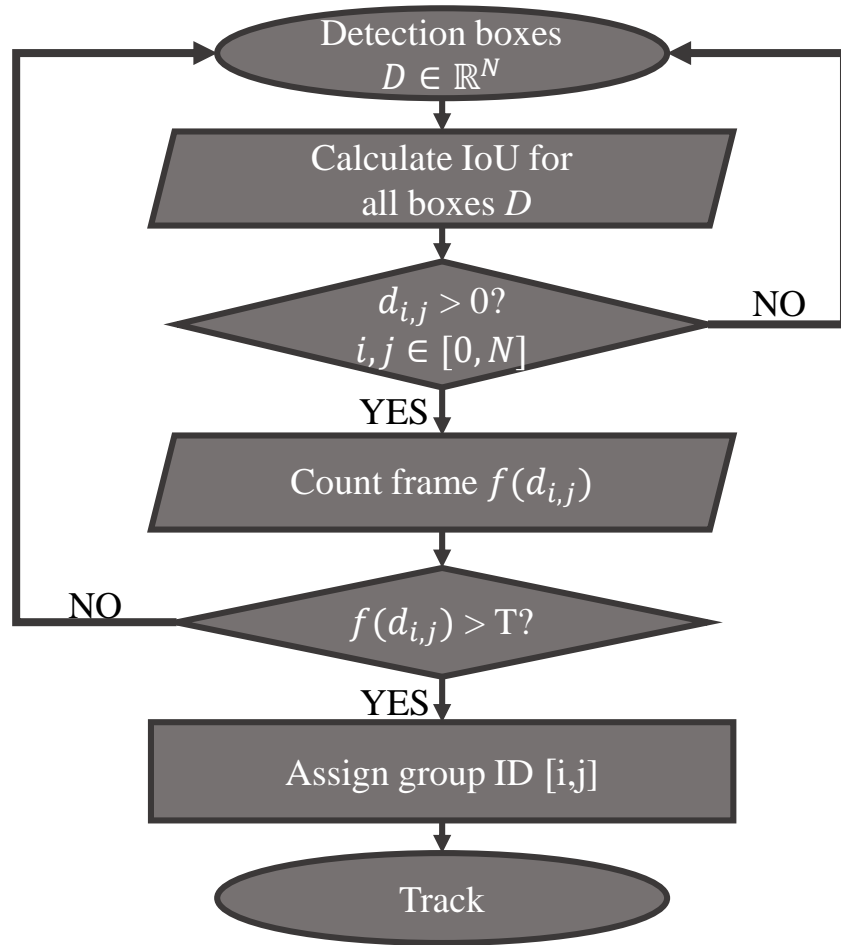 Detection boxes
𝐷 ∈ ℝ^𝑁
Calculate IoU for
all boxes D
𝑑_{𝑖,𝑗} > 0?
𝑖, 𝑗 ∈ [0, 𝑁]
NO
YES
Count frame 𝑓(𝑑_{𝑖,𝑗})
NO
𝑓(𝑑_{𝑖,𝑗}) > T?
YES
Assign group ID [i,j]
Track